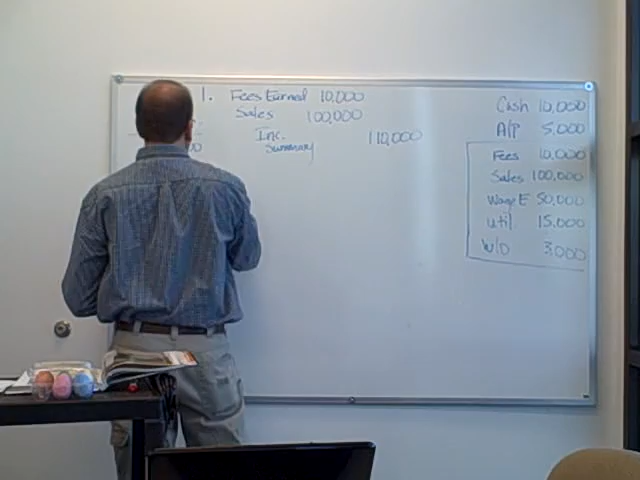 1. Fees Earned 10,000
Sales 100,000
Inc. Summary 110,000
00
Cash 10,000
A/P 5,000
Fees 10,000
Sales 100,000
Wage E 50,000
Util 15,000
W/D 3,000